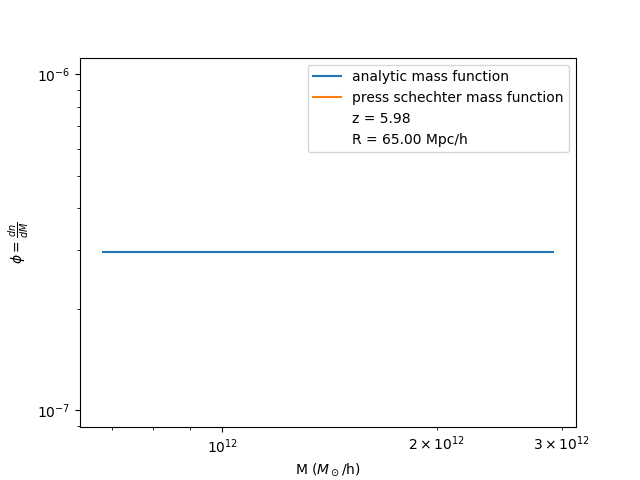 analytic mass function
press schechter mass function
z = 5.98
R = 65.00 Mpc/h
10⁻⁶
ϕ = dn/dM
10⁻⁷
10¹² 2 × 10¹² 3 × 10¹²
M (M⊙/h)